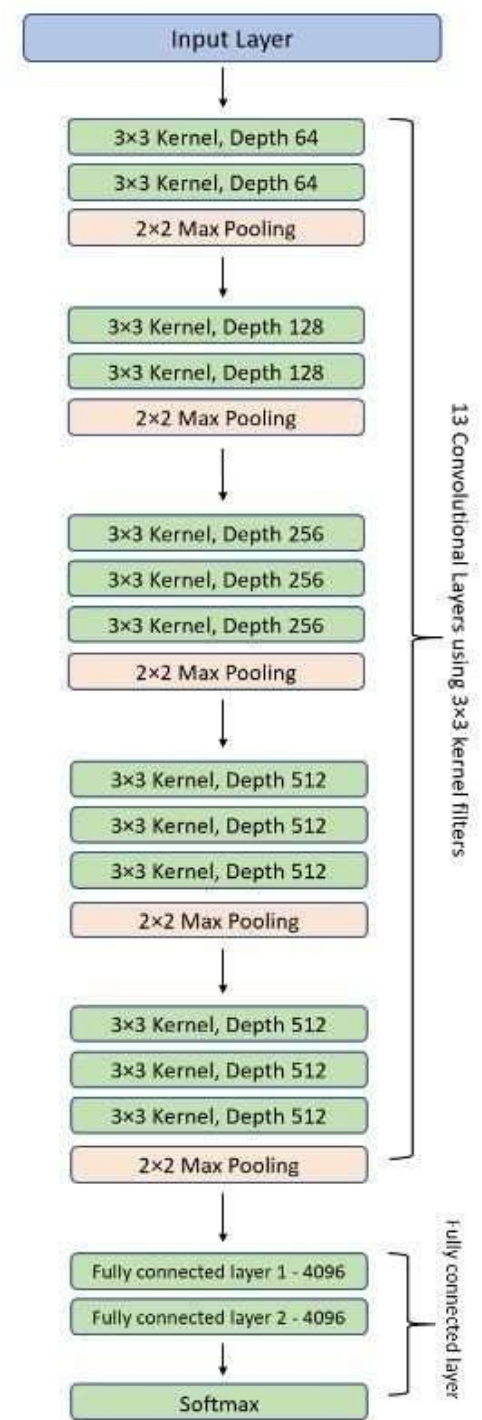 Input Layer
3×3 Kernel, Depth 64
3×3 Kernel, Depth 64
2×2 Max Pooling
3×3 Kernel, Depth 128
3×3 Kernel, Depth 128
2×2 Max Pooling
3×3 Kernel, Depth 256
3×3 Kernel, Depth 256
3×3 Kernel, Depth 256
2×2 Max Pooling
3×3 Kernel, Depth 512
3×3 Kernel, Depth 512
3×3 Kernel, Depth 512
2×2 Max Pooling
3×3 Kernel, Depth 512
3×3 Kernel, Depth 512
3×3 Kernel, Depth 512
2×2 Max Pooling
13 Convolutional Layers using 3×3 kernel filters
Fully connected layer 1 - 4096
Fully connected layer 2 - 4096
Softmax
Fully connected layer